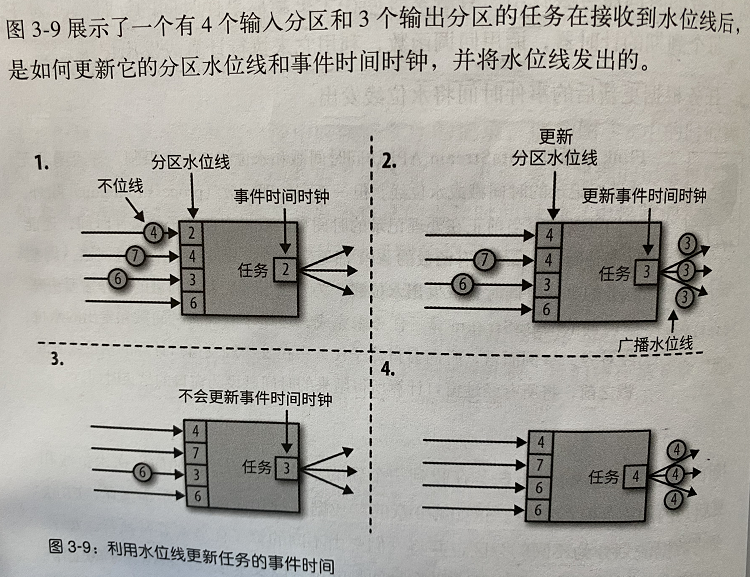 图 3-9 展示了一个有 4 个输入分区和 3 个输出分区的任务在接收到水位线后，
是如何更新它的分区水位线和事件时间时钟，并将水位线发出的。
1.
分区水位线
不位线
事件时间时钟
4
7
6
2
4
3
6
任务
2
2.
更新
分区水位线
更新事件时间时钟
7
6
4
4
3
6
任务
3
3
3
3
广播水位线
3.
不会更新事件时间时钟
6
4
7
3
6
任务
3
4.
4
7
6
6
任务
4
4
4
4
图 3-9：利用水位线更新任务的事件时间